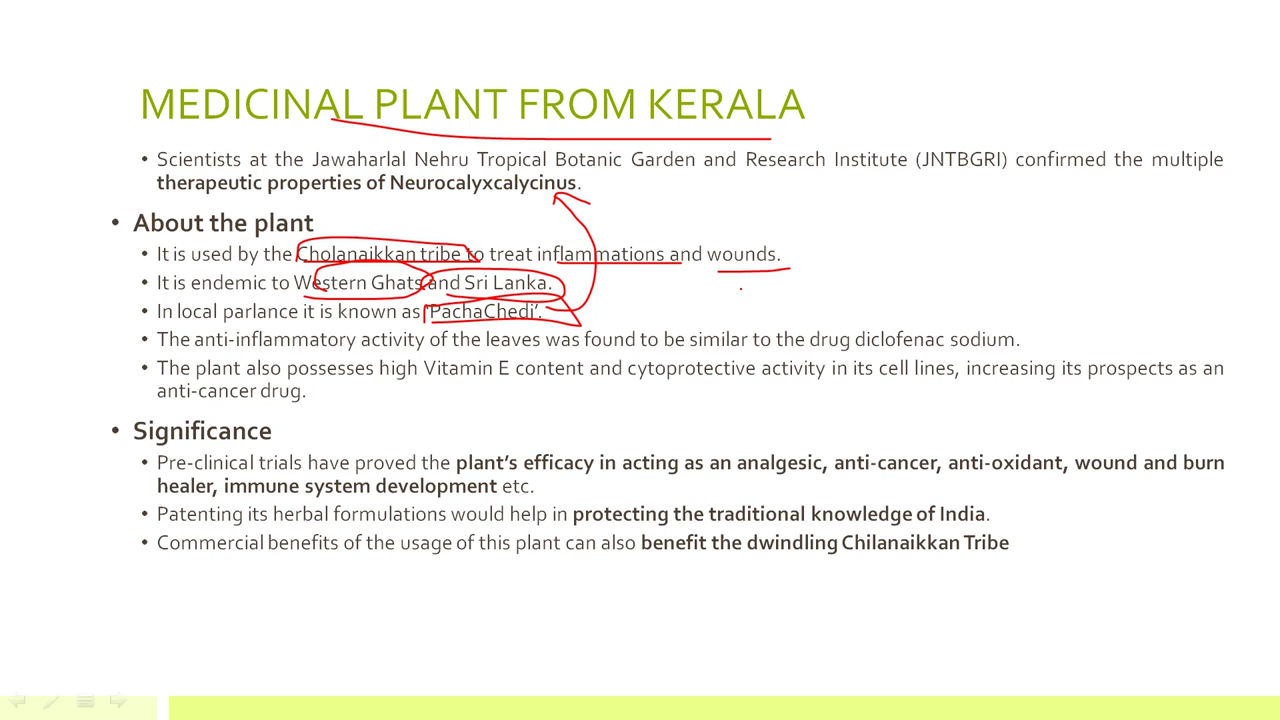 MEDICINAL PLANT FROM KERALA
• Scientists at the Jawaharlal Nehru Tropical Botanic Garden and Research Institute (JNTBGRI) confirmed the multiple
therapeutic properties of Neurocalyxcalycinus.
• About the plant
• It is used by the Cholanaikkan tribe to treat inflammations and wounds.
• It is endemic to Western Ghats and Sri Lanka.
• In local parlance it is known as ‘PachaChedi’.
• The anti-inflammatory activity of the leaves was found to be similar to the drug diclofenac sodium.
• The plant also possesses high Vitamin E content and cytoprotective activity in its cell lines, increasing its prospects as an
anti-cancer drug.
• Significance
• Pre-clinical trials have proved the plant’s efficacy in acting as an analgesic, anti-cancer, anti-oxidant, wound and burn
healer, immune system development etc.
• Patenting its herbal formulations would help in protecting the traditional knowledge of India.
• Commercial benefits of the usage of this plant can also benefit the dwindling Chilanaikkan Tribe